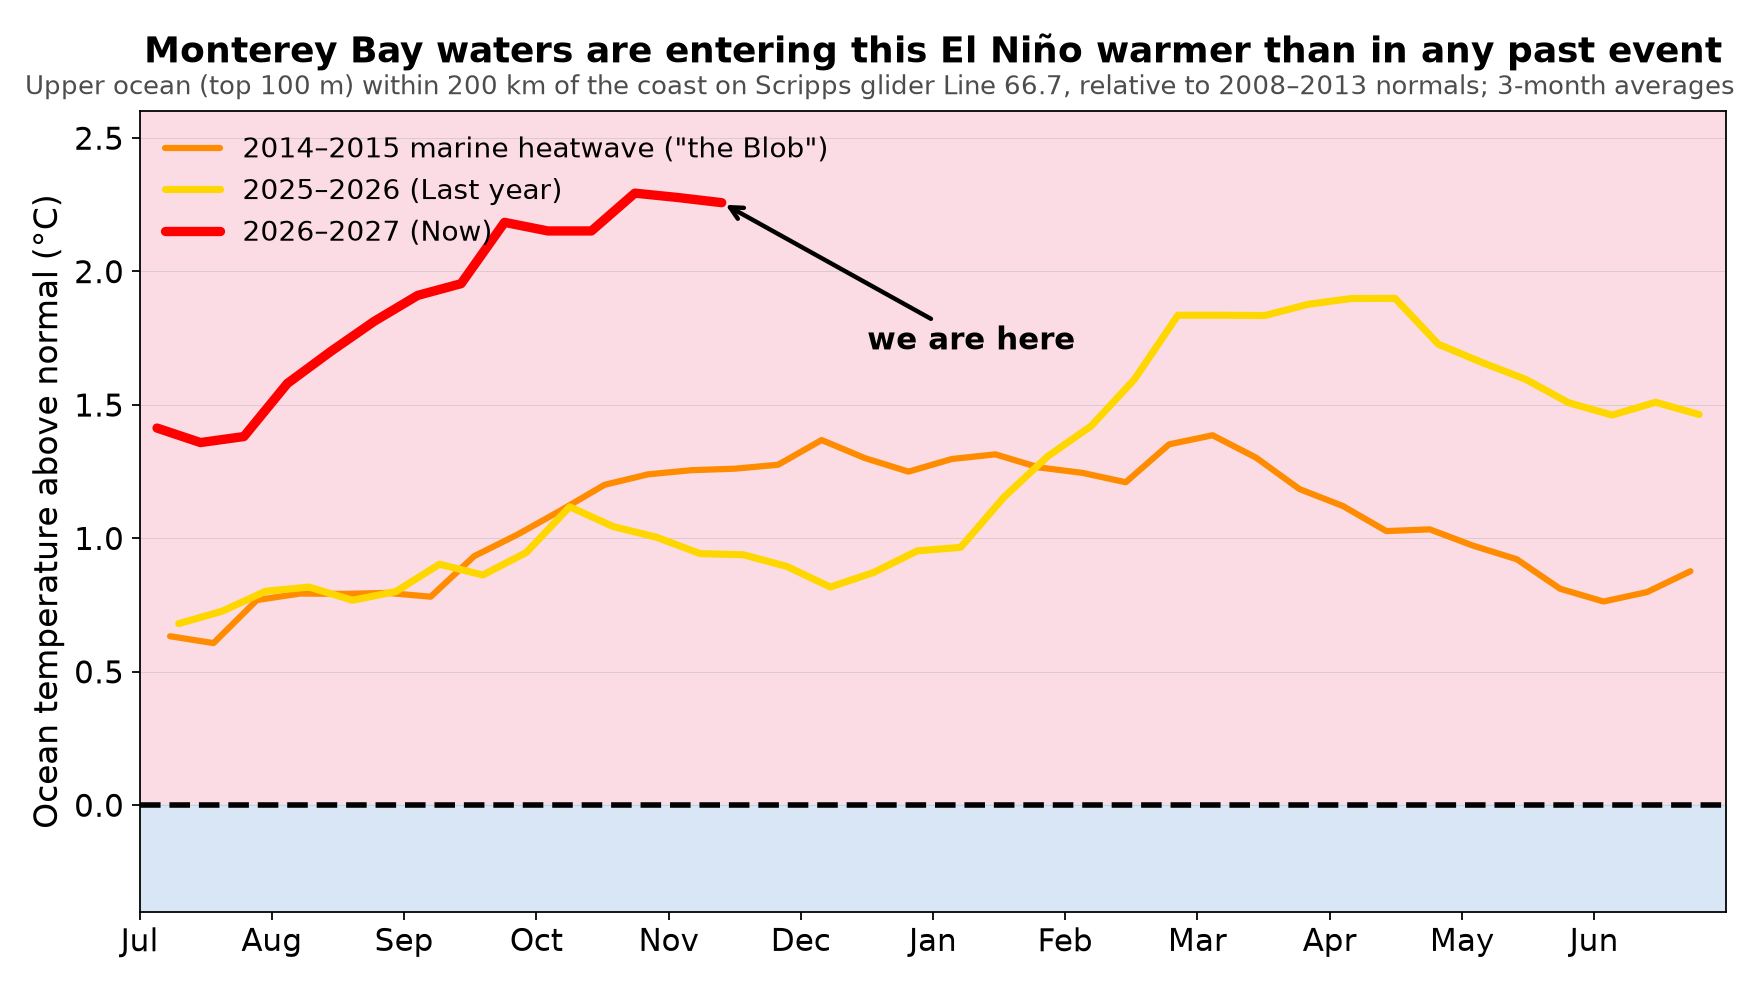 Monterey Bay waters are entering this El Niño warmer than in any past event
Upper ocean (top 100 m) within 200 km of the coast on Scripps glider Line 66.7, relative to 2008–2013 normals; 3-month averages
Ocean temperature above normal (°C)
2.5
2.0
1.5
1.0
0.5
0.0
2014–2015 marine heatwave ("the Blob")
2025–2026 (Last year)
2026–2027 (Now)
we are here
Jul Aug Sep Oct Nov Dec Jan Feb Mar Apr May Jun